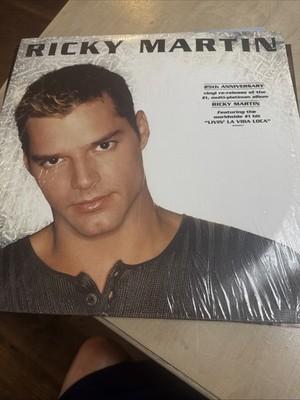 RICKY MARTIN
25th ANNIVERSARY
vinyl re-release of the
#1, multi-platinum album
RICKY MARTIN
Featuring the
worldwide #1 hit
"LIVIN' LA VIDA LOCA"